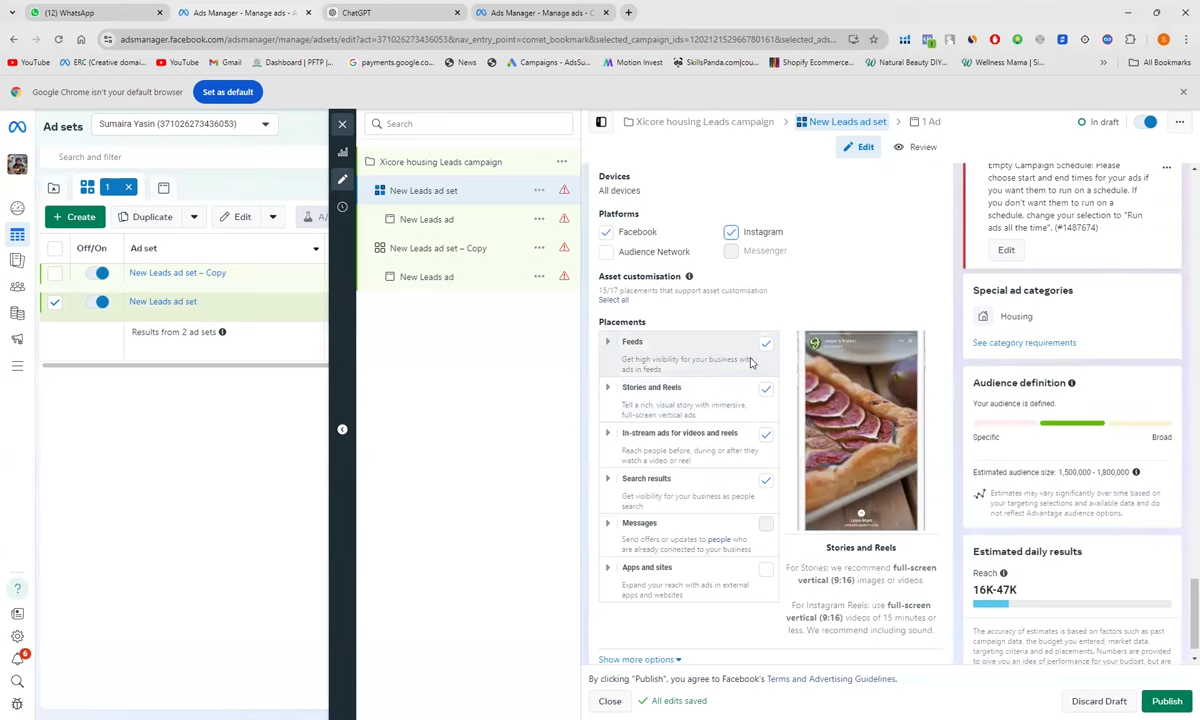 WhatsApp
Ads Manager - Manage ads - A
ChatGPT
Ads Manager - Manage ads - C
adsmanager.facebook.com/adsmanager/manage/adsets/edit?act=371026273436053&nav_entry_point=comet_bookmark&selected_campaign_ids=120212152966780161&selected_ads...
YouTube
ERC (Creative domai...
YouTube
Gmail
Dashboard | PFTP |...
payments.google.co...
News
Campaigns - AdsSu...
Motion Invest
SkillsPanda.com|cou...
Shopify Ecommerce...
Natural Beauty DIY...
Wellness Mama | Si...
All Bookmarks
Google Chrome isn't your default browser
Set as default
Ad sets
Sumaira Yasin (371026273436053)
Search and filter
1
Create
Duplicate
Edit
A/
Off/On
Ad set
New Leads ad set – Copy
New Leads ad set
Results from 2 ad sets
6
Search
Xicore housing Leads campaign
New Leads ad set
New Leads ad
New Leads ad set – Copy
New Leads ad
Xicore housing Leads campaign
New Leads ad set
1 Ad
In draft
Edit
Review
Devices
All devices
Platforms
Facebook
Instagram
Audience Network
Messenger
Asset customisation
15/17 placements that support asset customisation
Select all
Placements
Feeds
Get high visibility for your business with
ads in feeds
Stories and Reels
Tell a rich, visual story with immersive,
full-screen vertical ads
In-stream ads for videos and reels
Reach people before, during or after they
watch a video or reel
Search results
Get visibility for your business as people
search
Messages
Send offers or updates to people who
are already connected to your business
Apps and sites
Expand your reach with ads in external
apps and websites
Learn More
Stories and Reels
For Stories: we recommend full-screen
vertical (9:16) images or videos.
For Instagram Reels: use full-screen
vertical (9:16) videos of 15 minutes or
less. We recommend including sound.
Show more options
Empty Campaign Schedule: Please
choose start and end times for your ads if
you want them to run on a schedule. If
you don't want them to run on a
schedule, change your selection to "Run
ads all the time". (#1487674)
Edit
Special ad categories
Housing
See category requirements
Audience definition
Your audience is defined.
Specific
Broad
Estimated audience size: 1,500,000 - 1,800,000
Estimates may vary significantly over time based on
your targeting selections and available data and do
not reflect Advantage audience options.
Estimated daily results
Reach
16K-47K
The accuracy of estimates is based on factors such as past
campaign data, the budget you entered, market data,
targeting criteria and ad placements. Numbers are provided
to give you an idea of performance for your budget, but are
By clicking "Publish", you agree to Facebook's Terms and Advertising Guidelines.
Close
All edits saved
Discard Draft
Publish